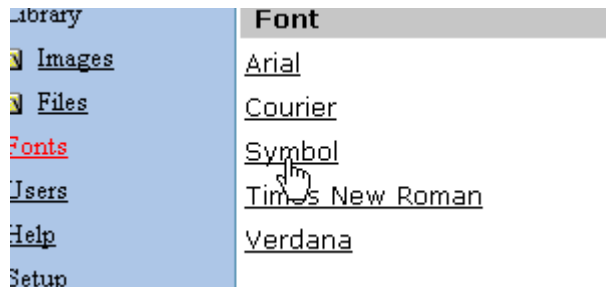 Library
Images
Files
Fonts
Users
Help
Setup
Font
Arial
Courier
Symbol
Times New Roman
Verdana